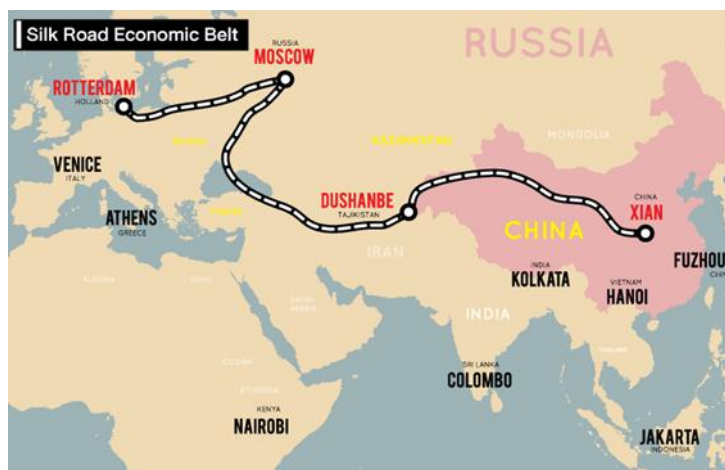 Silk Road Economic Belt
RUSSIA
MOSCOW
RUSSIA
ROTTERDAM
HOLLAND
MONGOLIA
VENICE
ITALY
DUSHANBE
TAJIKISTAN
CHINA
XIAN
ATHENS
GREECE
CHINA
IRAN
FUZHOU
INDIA
KOLKATA
VIETNAM
HANOI
INDIA
SRI LANKA
COLOMBO
KENYA
NAIROBI
JAKARTA
INDONESIA